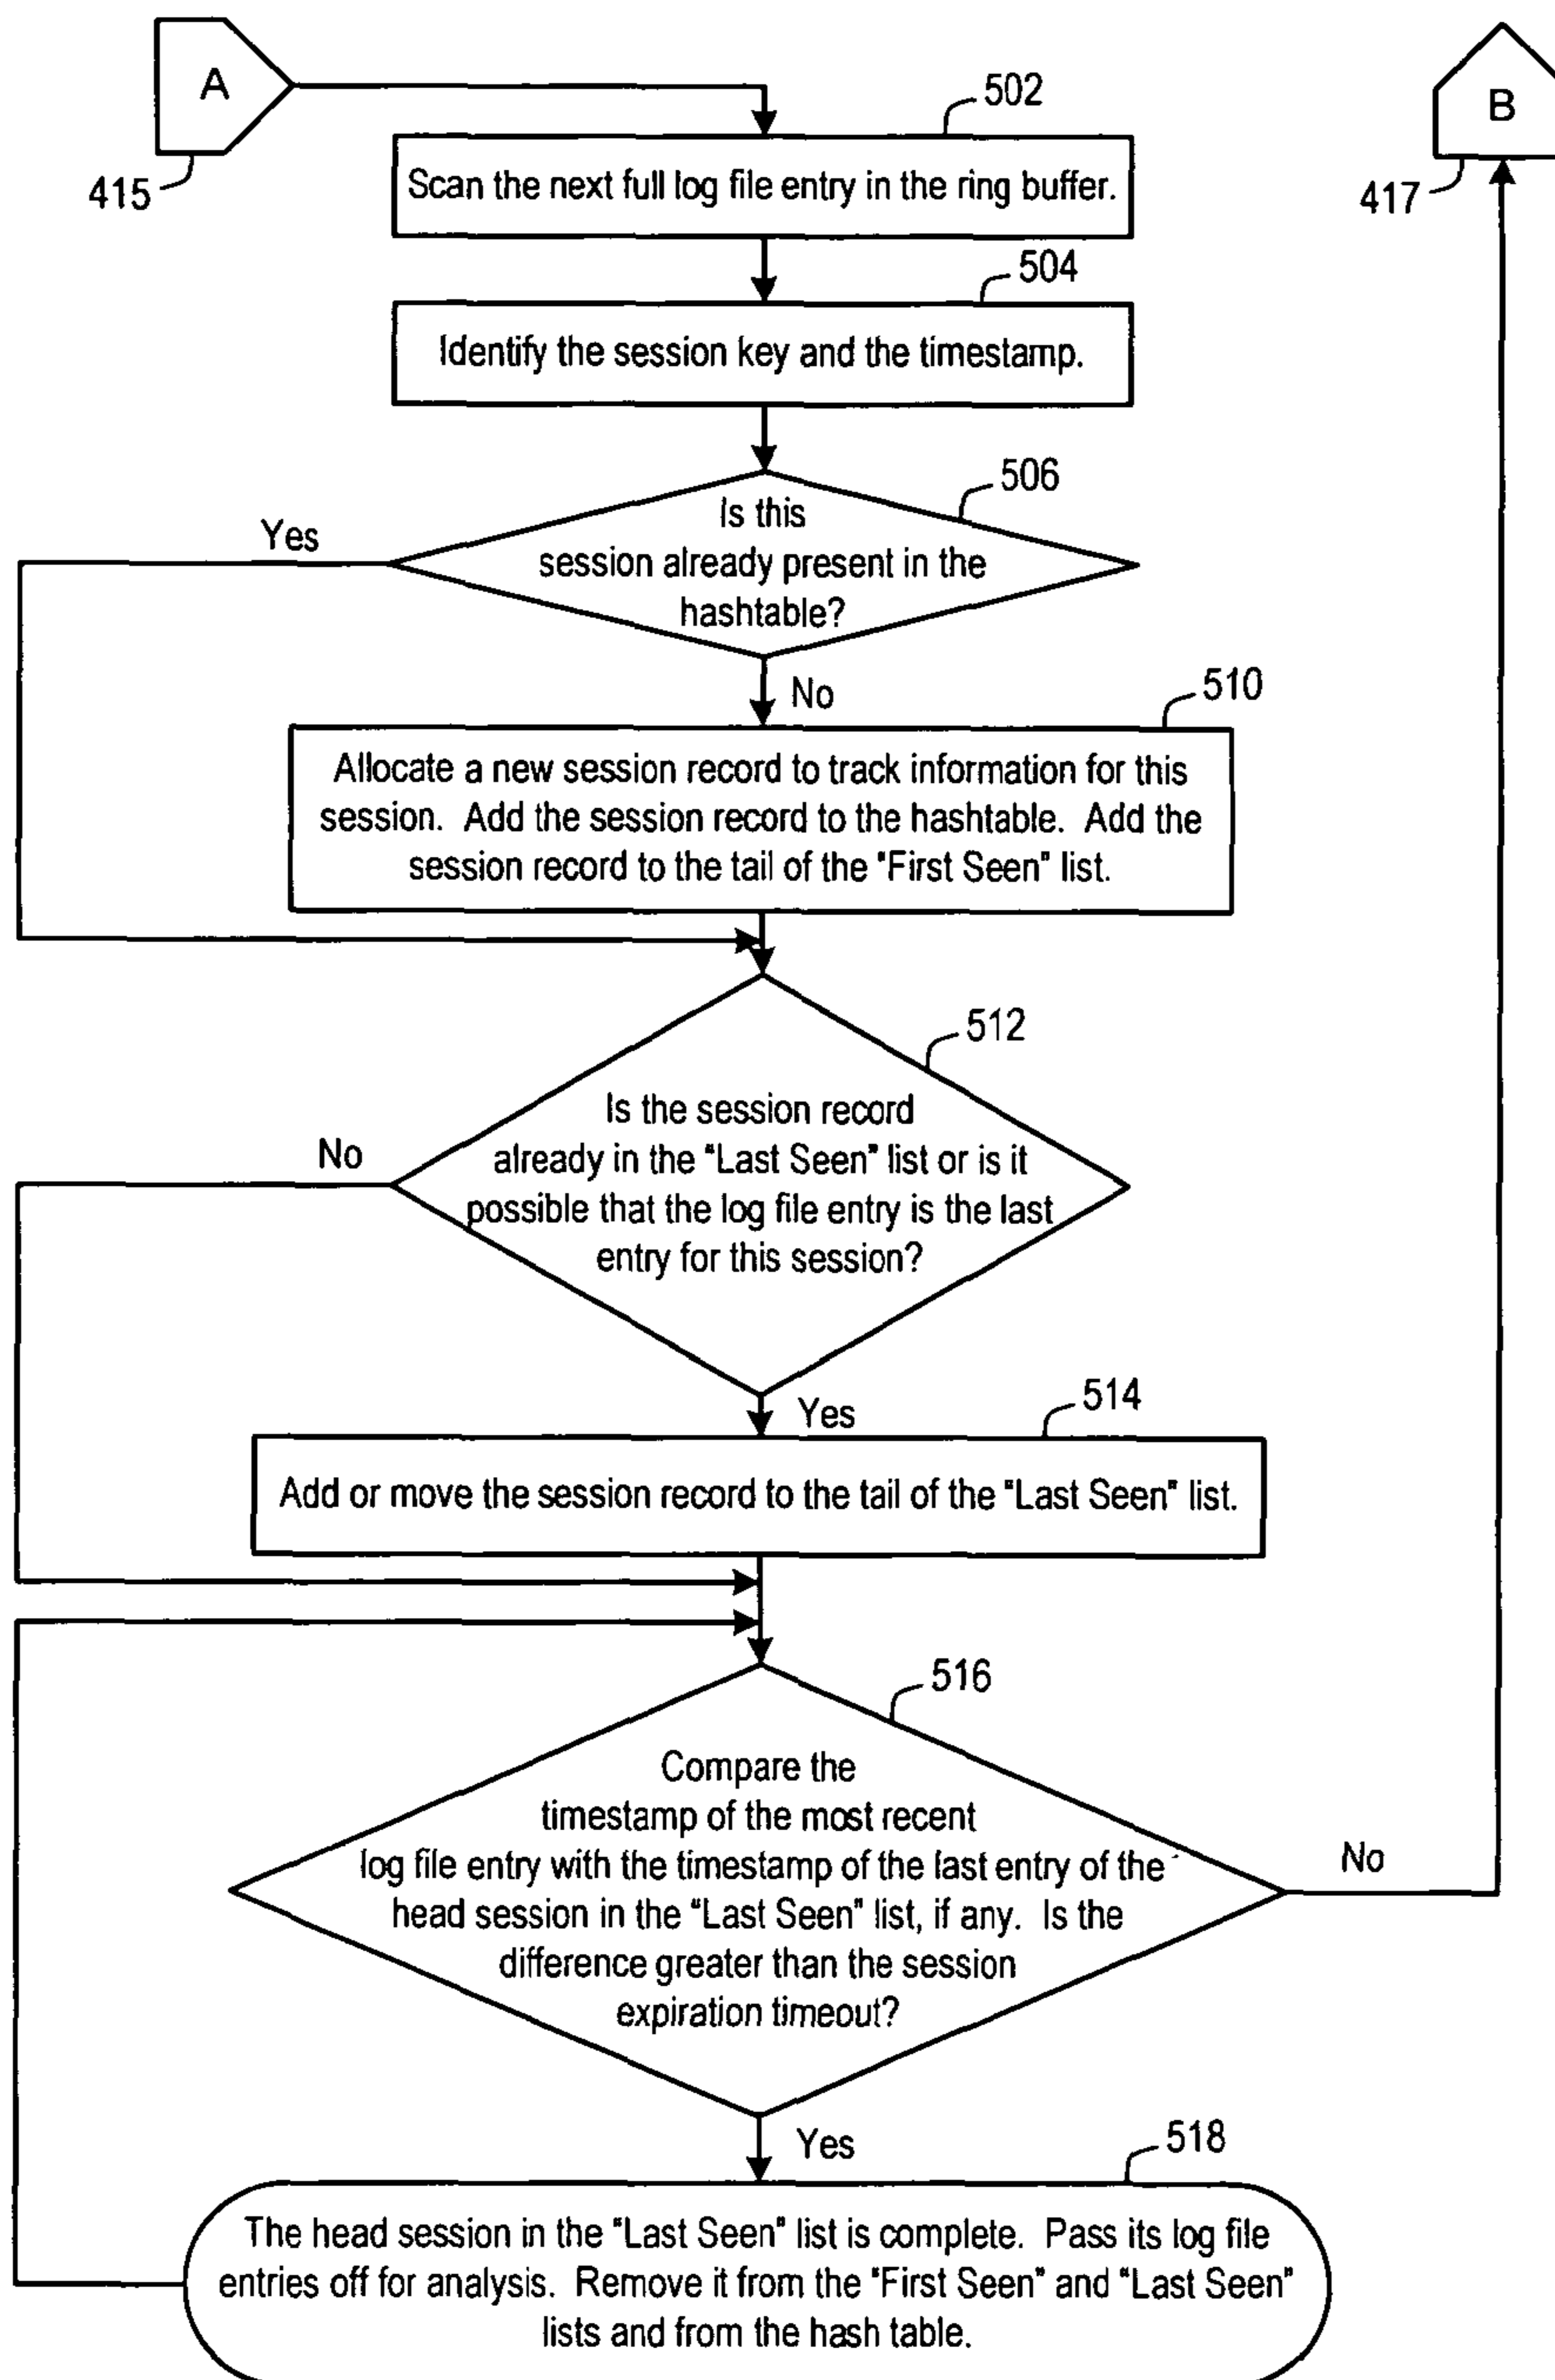 A
B
415
417
502
Scan the next full log file entry in the ring buffer.
504
Identify the session key and the timestamp.
506
Is this
session already present in the
hashtable?
Yes
No
510
Allocate a new session record to track information for this
session. Add the session record to the hashtable. Add the
session record to the tail of the "First Seen" list.
512
Is the session record
already in the "Last Seen" list or is it
possible that the log file entry is the last
entry for this session?
No
Yes
514
Add or move the session record to the tail of the "Last Seen" list.
516
Compare the
timestamp of the most recent
log file entry with the timestamp of the last entry of the
head session in the "Last Seen" list, if any. Is the
difference greater than the session
expiration timeout?
No
Yes
518
The head session in the "Last Seen" list is complete. Pass its log file
entries off for analysis. Remove it from the "First Seen" and "Last Seen"
lists and from the hash table.